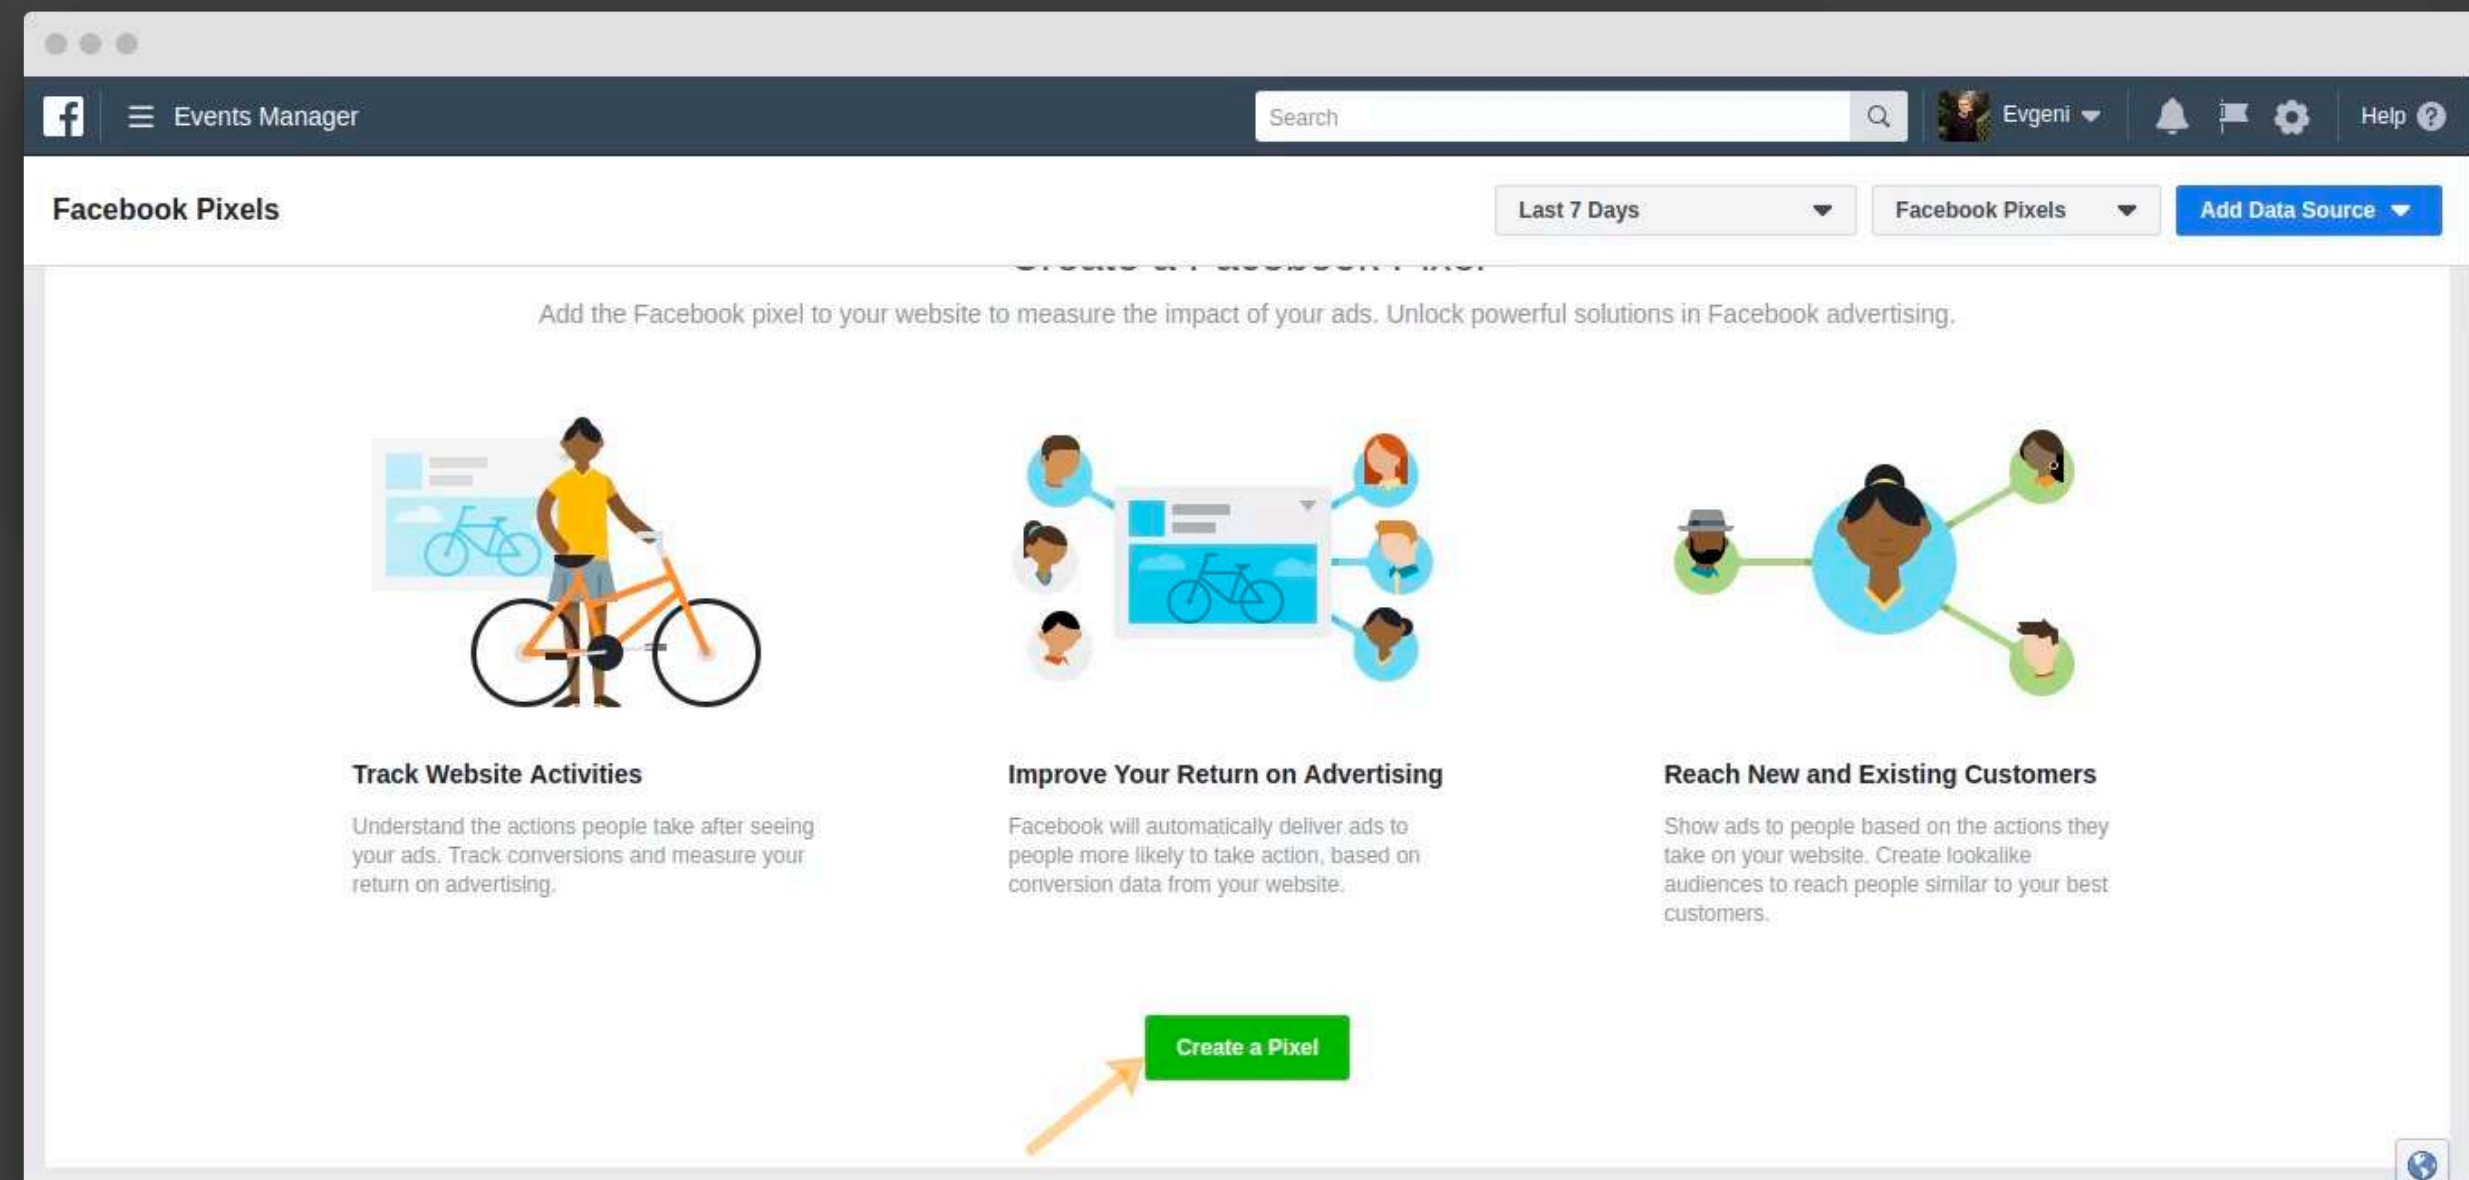 Events Manager
Search
Evgeni
Help
Facebook Pixels
Last 7 Days
Facebook Pixels
Add Data Source
Create a Facebook Pixel
Add the Facebook pixel to your website to measure the impact of your ads. Unlock powerful solutions in Facebook advertising.
Track Website Activities
Understand the actions people take after seeing
your ads. Track conversions and measure your
return on advertising.
Improve Your Return on Advertising
Facebook will automatically deliver ads to
people more likely to take action, based on
conversion data from your website.
Reach New and Existing Customers
Show ads to people based on the actions they
take on your website. Create lookalike
audiences to reach people similar to your best
customers.
Create a Pixel